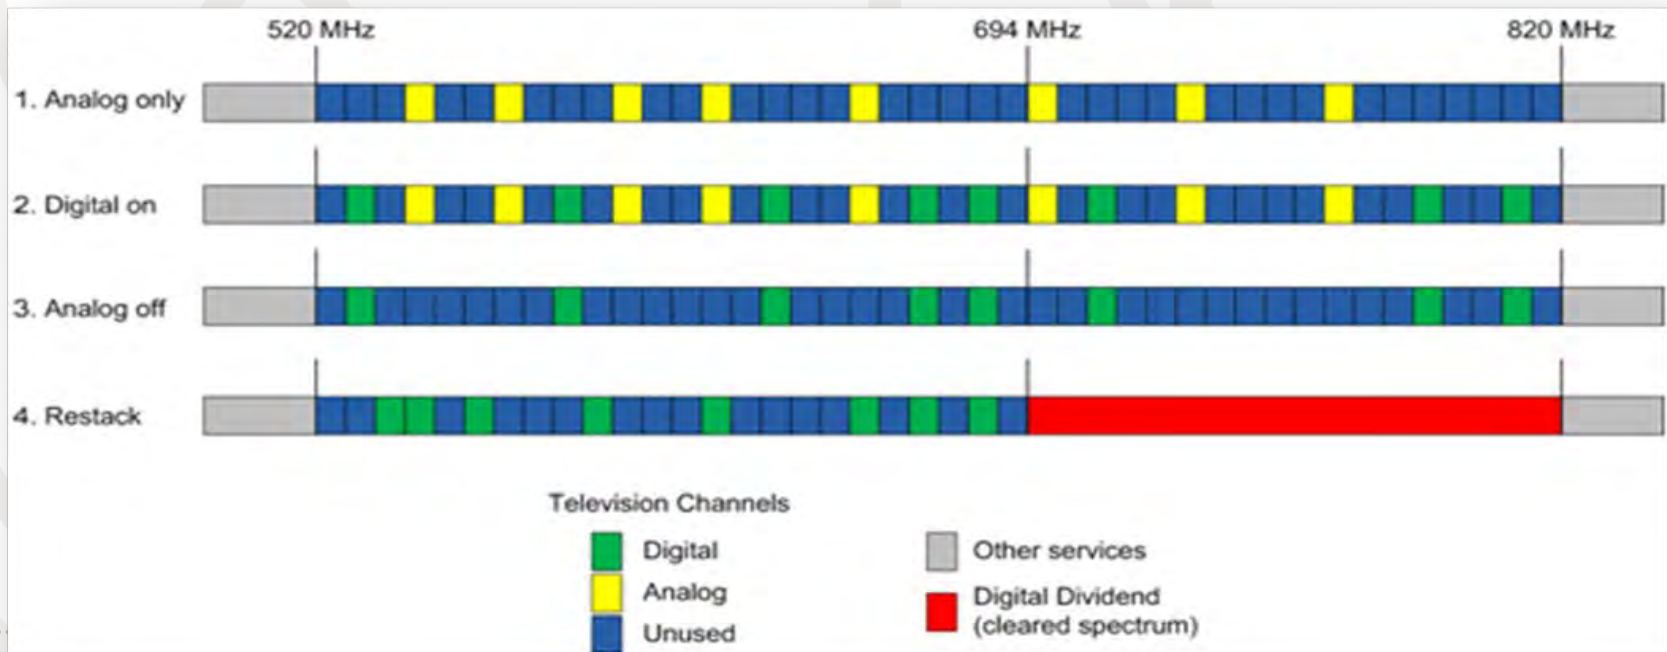 520 MHz
694 MHz
820 MHz
1. Analog only
2. Digital on
3. Analog off
4. Restack
Television Channels
Digital
Analog
Unused
Other services
Digital Dividend
(cleared spectrum)